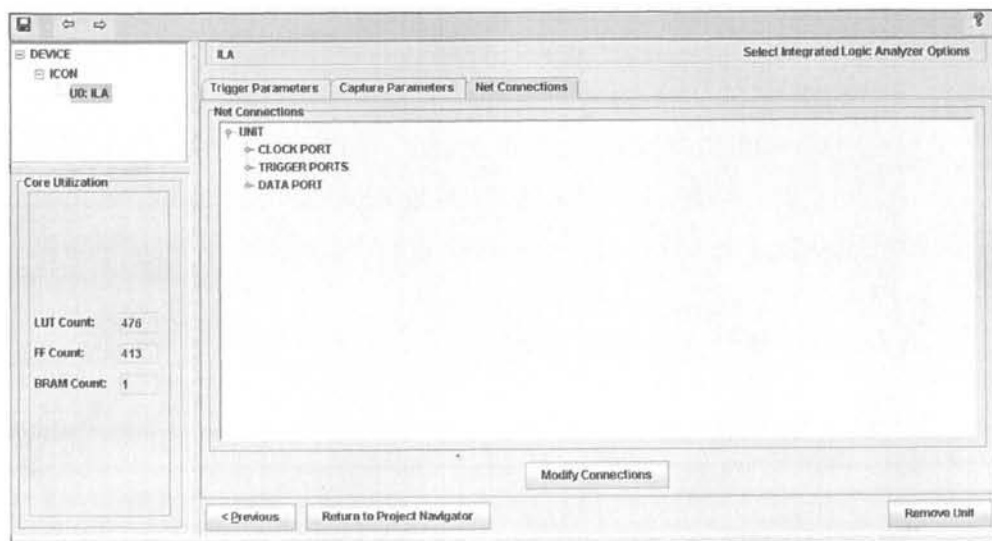 ?
DEVICE
ICON
U0: ILA
ILA
Select Integrated Logic Analyzer Options
Trigger Parameters
Capture Parameters
Net Connections
Net Connections
UNIT
CLOCK PORT
TRIGGER PORTS
DATA PORT
Core Utilization
LUT Count: 476
FF Count: 413
BRAM Count: 1
Modify Connections
< Previous
Return to Project Navigator
Remove Unit